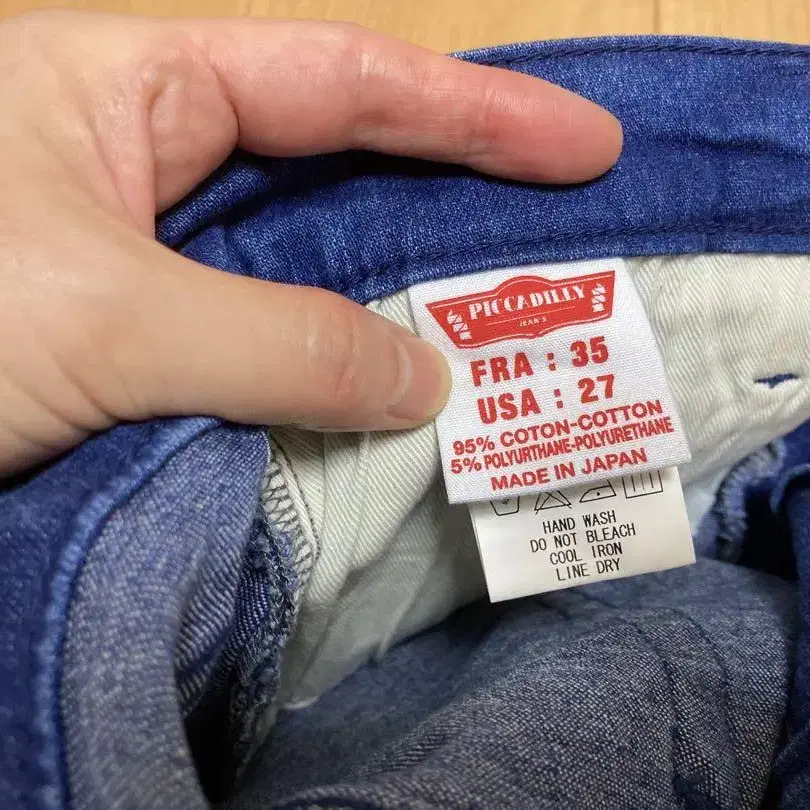 PICCADILLY
JEAN'S
FRA : 35
USA : 27
95% COTON-COTTON
5% POLYURTHANE-POLYURETHANE
MADE IN JAPAN
HAND WASH
DO NOT BLEACH
COOL IRON
LINE DRY